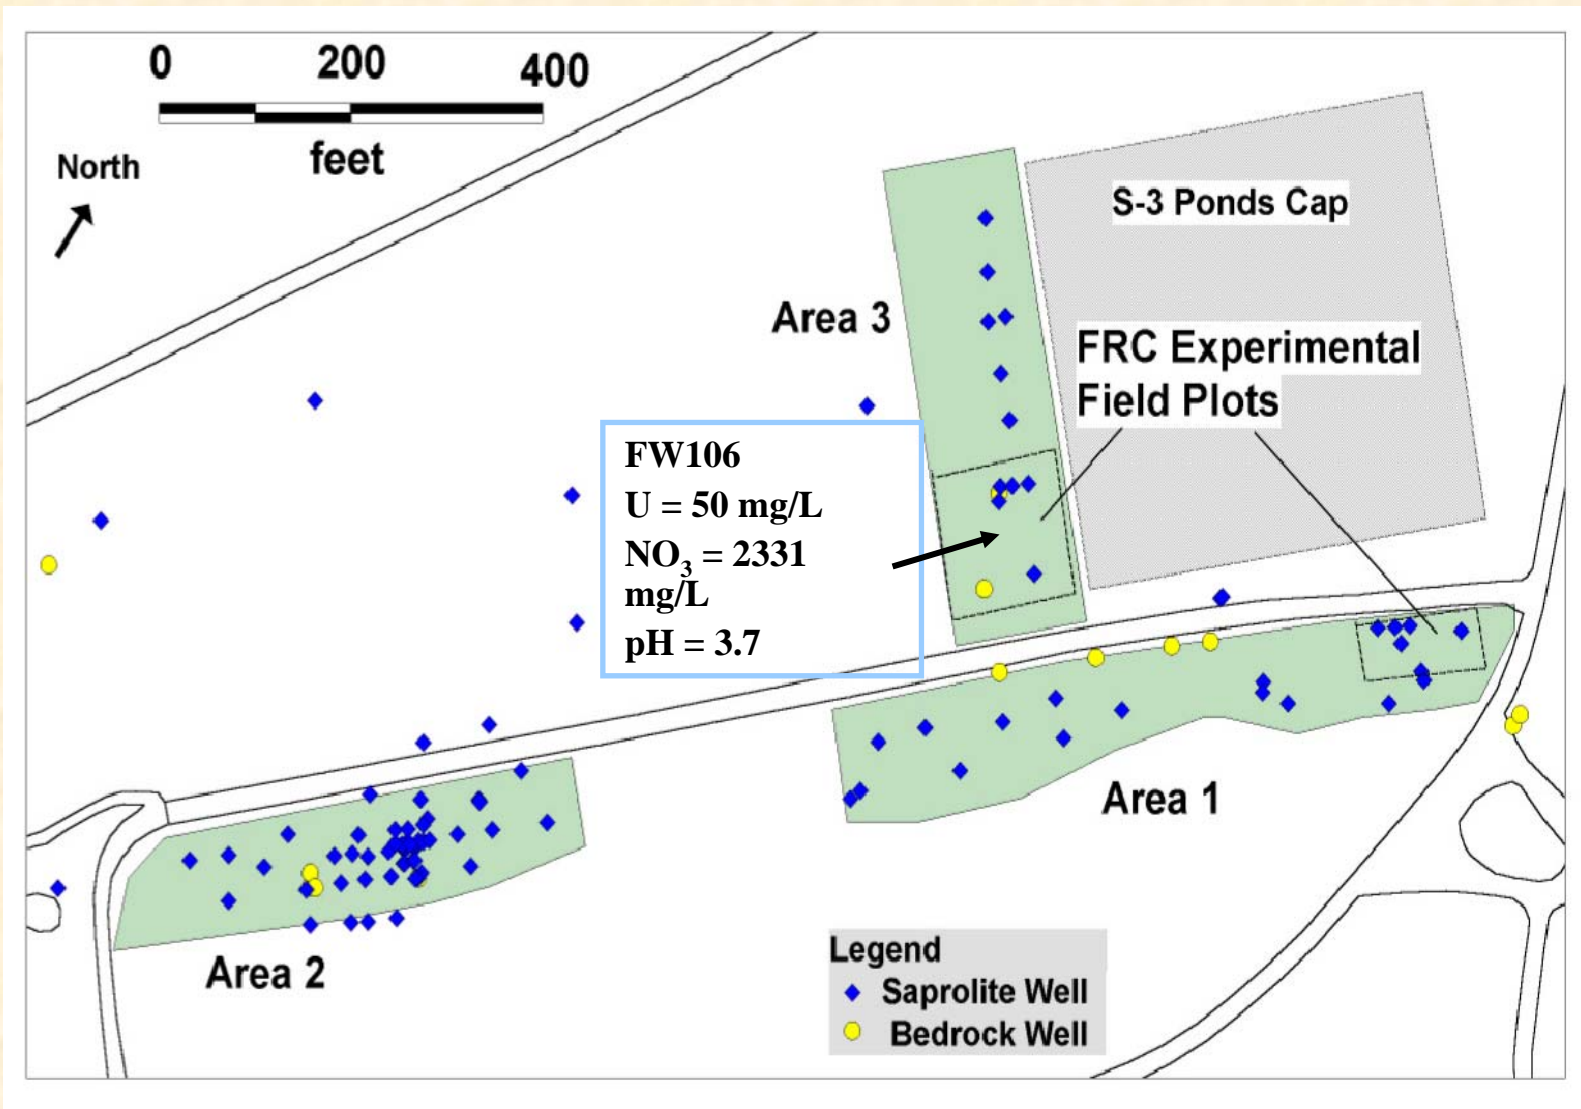 0 200 400
feet
North
S-3 Ponds Cap
Area 3
FRC Experimental
Field Plots
FW106
U = 50 mg/L
NO₃ = 2331
mg/L
pH = 3.7
Area 1
Area 2
Legend
Saprolite Well
Bedrock Well